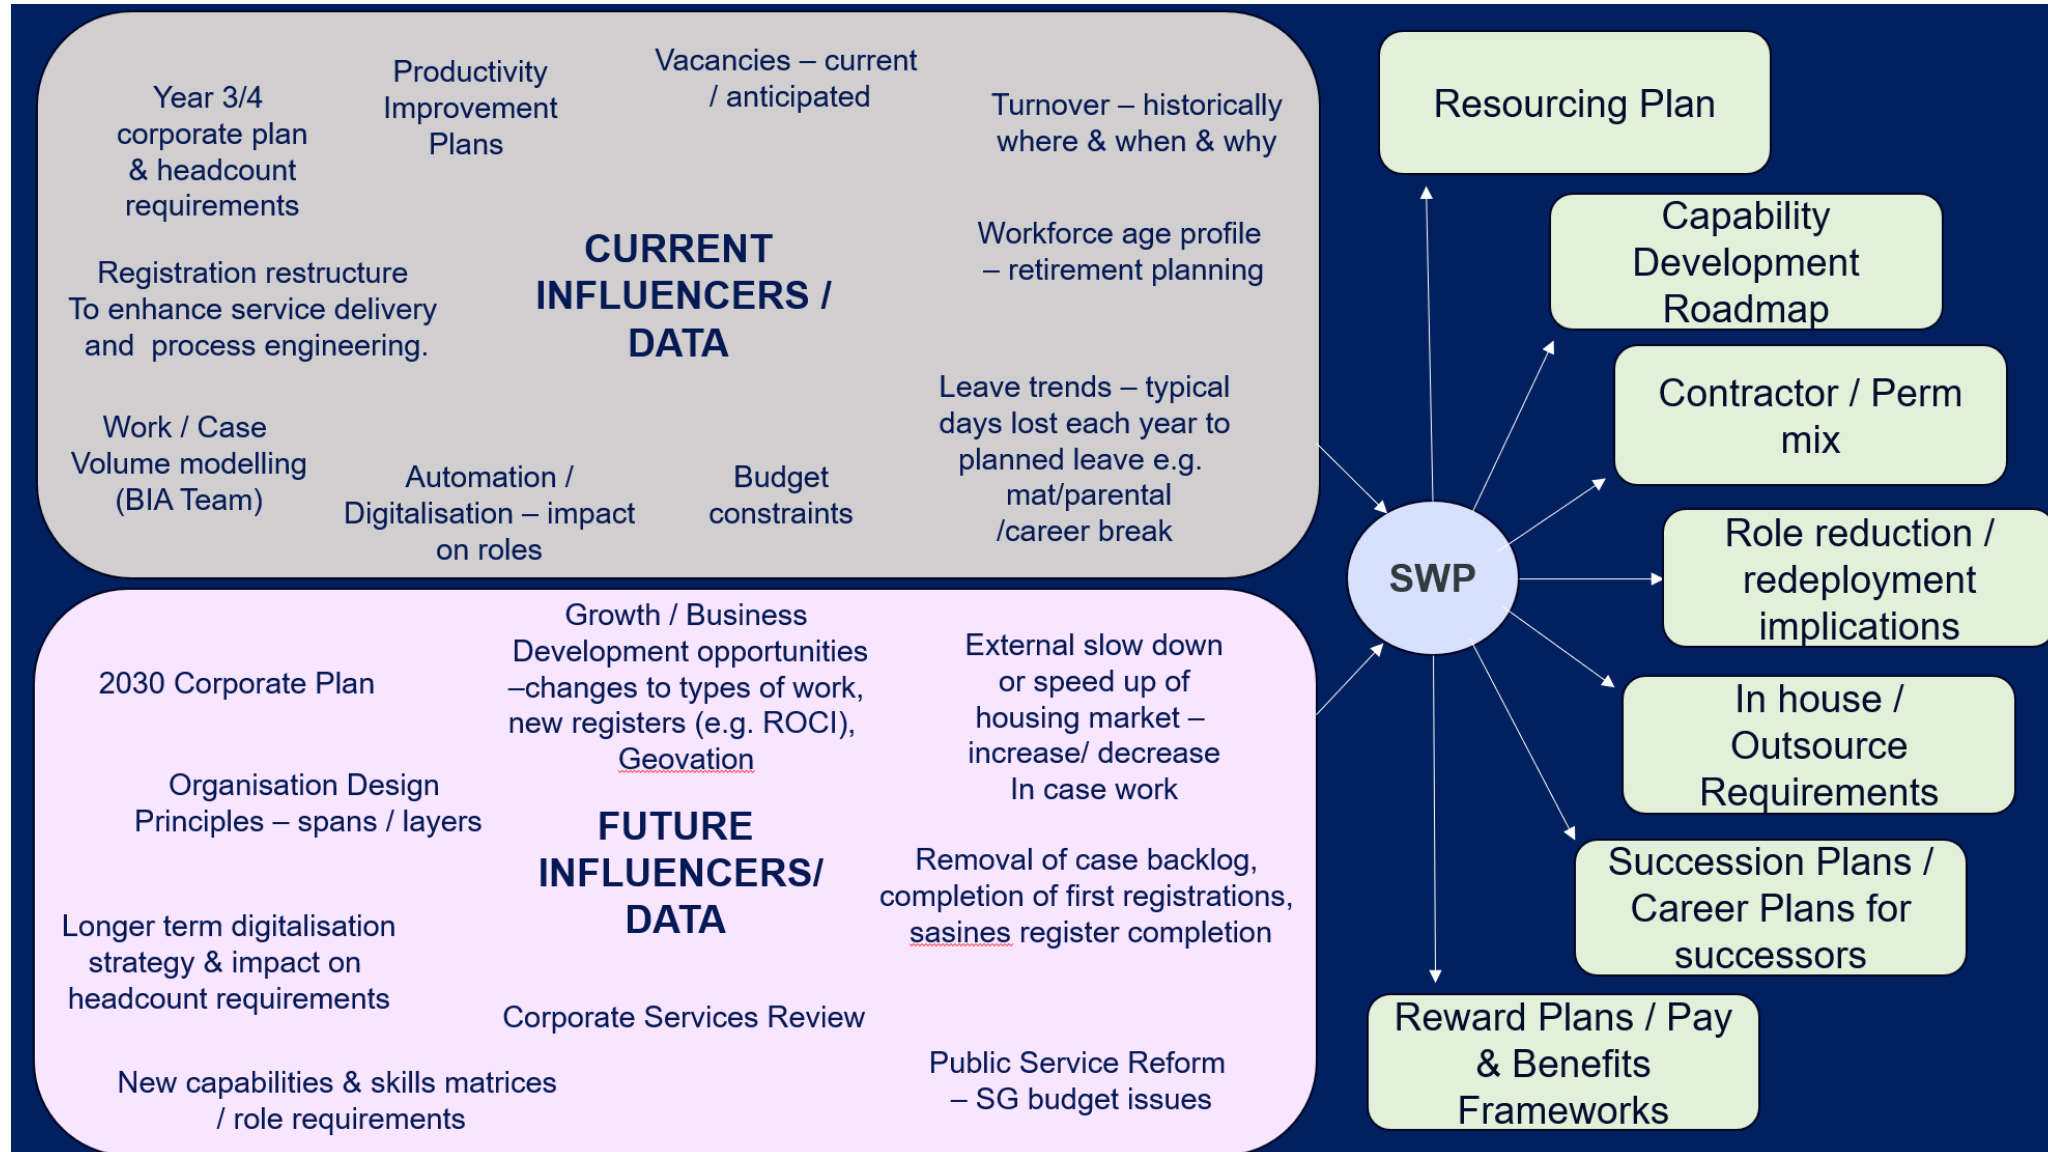 Year 3/4
corporate plan
& headcount
requirements
Productivity
Improvement
Plans
Vacancies – current
/ anticipated
Turnover – historically
where & when & why
CURRENT
INFLUENCERS /
DATA
Workforce age profile
– retirement planning
Registration restructure
To enhance service delivery
and  process engineering.
Work / Case
Volume modelling
(BIA Team)
Automation /
Digitalisation – impact
on roles
Budget
constraints
Leave trends – typical
days lost each year to
planned leave e.g.
mat/parental
/career break
2030 Corporate Plan
Growth / Business
Development opportunities
–changes to types of work,
new registers (e.g. ROCI),
Geovation
External slow down
or speed up of
housing market –
increase/ decrease
In case work
Organisation Design
Principles – spans / layers
FUTURE
INFLUENCERS/
DATA
Removal of case backlog,
completion of first registrations,
sasines register completion
Longer term digitalisation
strategy & impact on
headcount requirements
Corporate Services Review
New capabilities & skills matrices
/ role requirements
Public Service Reform
– SG budget issues
SWP
Resourcing Plan
Capability
Development
Roadmap
Contractor / Perm
mix
Role reduction /
redeployment
implications
In house /
Outsource
Requirements
Succession Plans /
Career Plans for
successors
Reward Plans / Pay
& Benefits
Frameworks